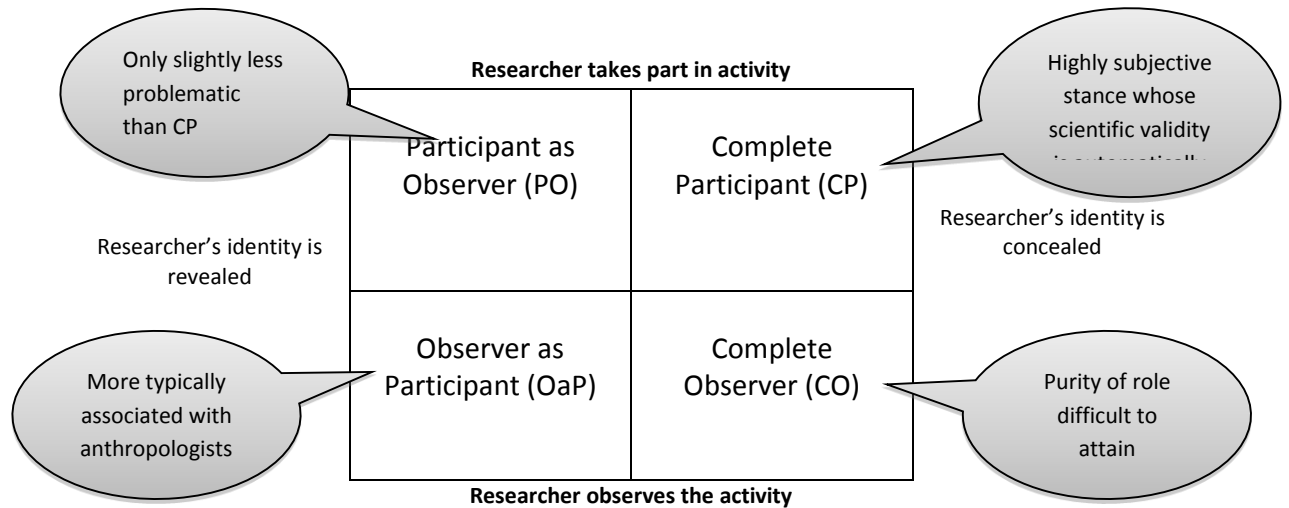 Only slightly less
problematic
than CP
Researcher takes part in activity
Highly subjective
stance whose
scientific validity
is automatically
Participant as
Observer (PO)
Complete
Participant (CP)
Researcher’s identity is
revealed
Researcher’s identity is
concealed
Observer as
Participant (OaP)
Complete
Observer (CO)
More typically
associated with
anthropologists
Purity of role
difficult to
attain
Researcher observes the activity